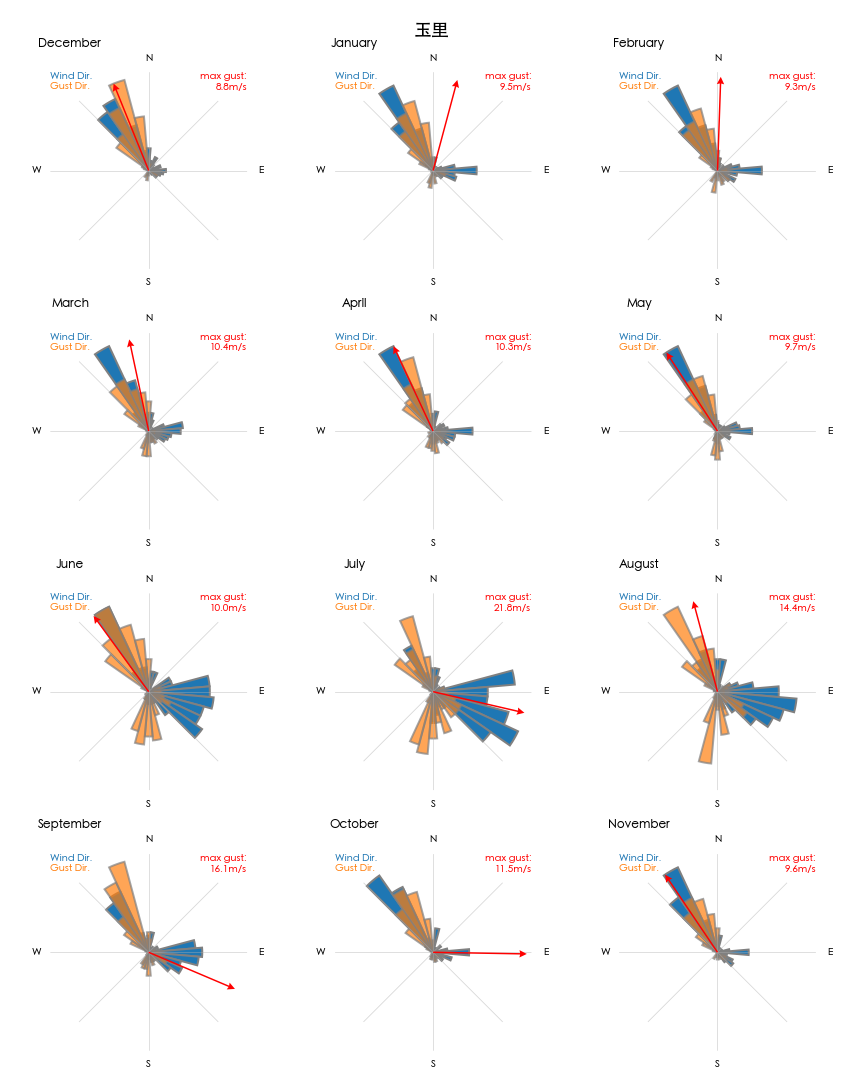 玉里
December
N
Wind Dir.
Gust Dir.
max gust:
8.8m/s
W
E
S
January
N
Wind Dir.
Gust Dir.
max gust:
9.5m/s
W
E
S
February
N
Wind Dir.
Gust Dir.
max gust:
9.3m/s
W
E
S
March
N
Wind Dir.
Gust Dir.
max gust:
10.4m/s
W
E
S
April
N
Wind Dir.
Gust Dir.
max gust:
10.3m/s
W
E
S
May
N
Wind Dir.
Gust Dir.
max gust:
9.7m/s
W
E
S
June
N
Wind Dir.
Gust Dir.
max gust:
10.0m/s
W
E
S
July
N
Wind Dir.
Gust Dir.
max gust:
21.8m/s
W
E
S
August
N
Wind Dir.
Gust Dir.
max gust:
14.4m/s
W
E
S
September
N
Wind Dir.
Gust Dir.
max gust:
16.1m/s
W
E
S
October
N
Wind Dir.
Gust Dir.
max gust:
11.5m/s
W
E
S
November
N
Wind Dir.
Gust Dir.
max gust:
9.6m/s
W
E
S